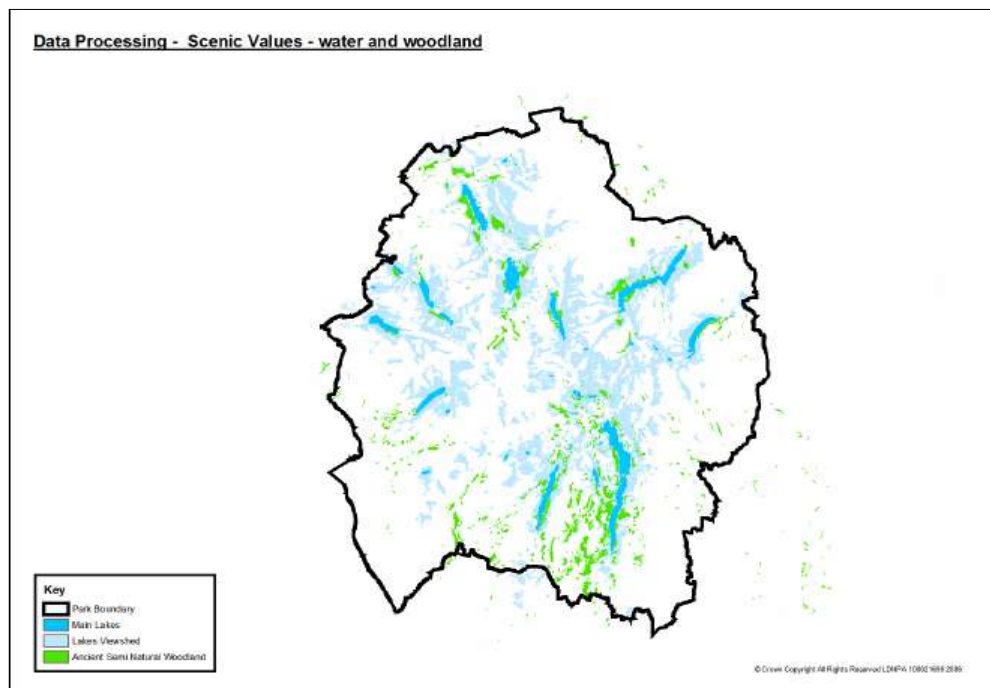 Data Processing - Scenic Values - water and woodland
Key
Park Boundary
Main Lakes
Lakes Viewshed
Ancient Semi Natural Woodland
© Crown Copyright All Rights Reserved LDNPA